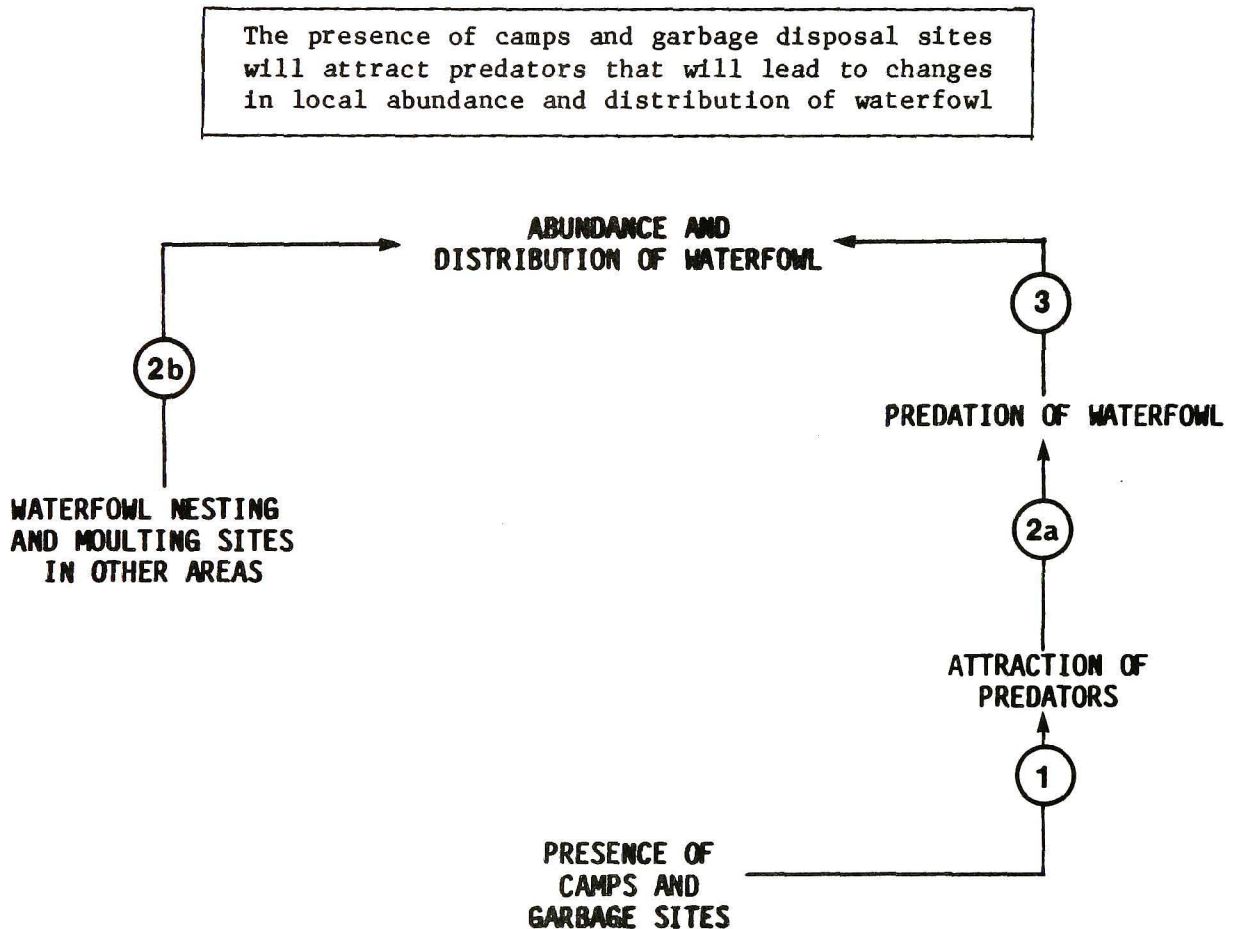 The presence of camps and garbage disposal sites
will attract predators that will lead to changes
in local abundance and distribution of waterfowl
ABUNDANCE AND
DISTRIBUTION OF WATERFOWL
3
2b
PREDATION OF WATERFOWL
WATERFOWL NESTING
AND MOULTING SITES
IN OTHER AREAS
2a
ATTRACTION OF
PREDATORS
1
PRESENCE OF
CAMPS AND
GARBAGE SITES